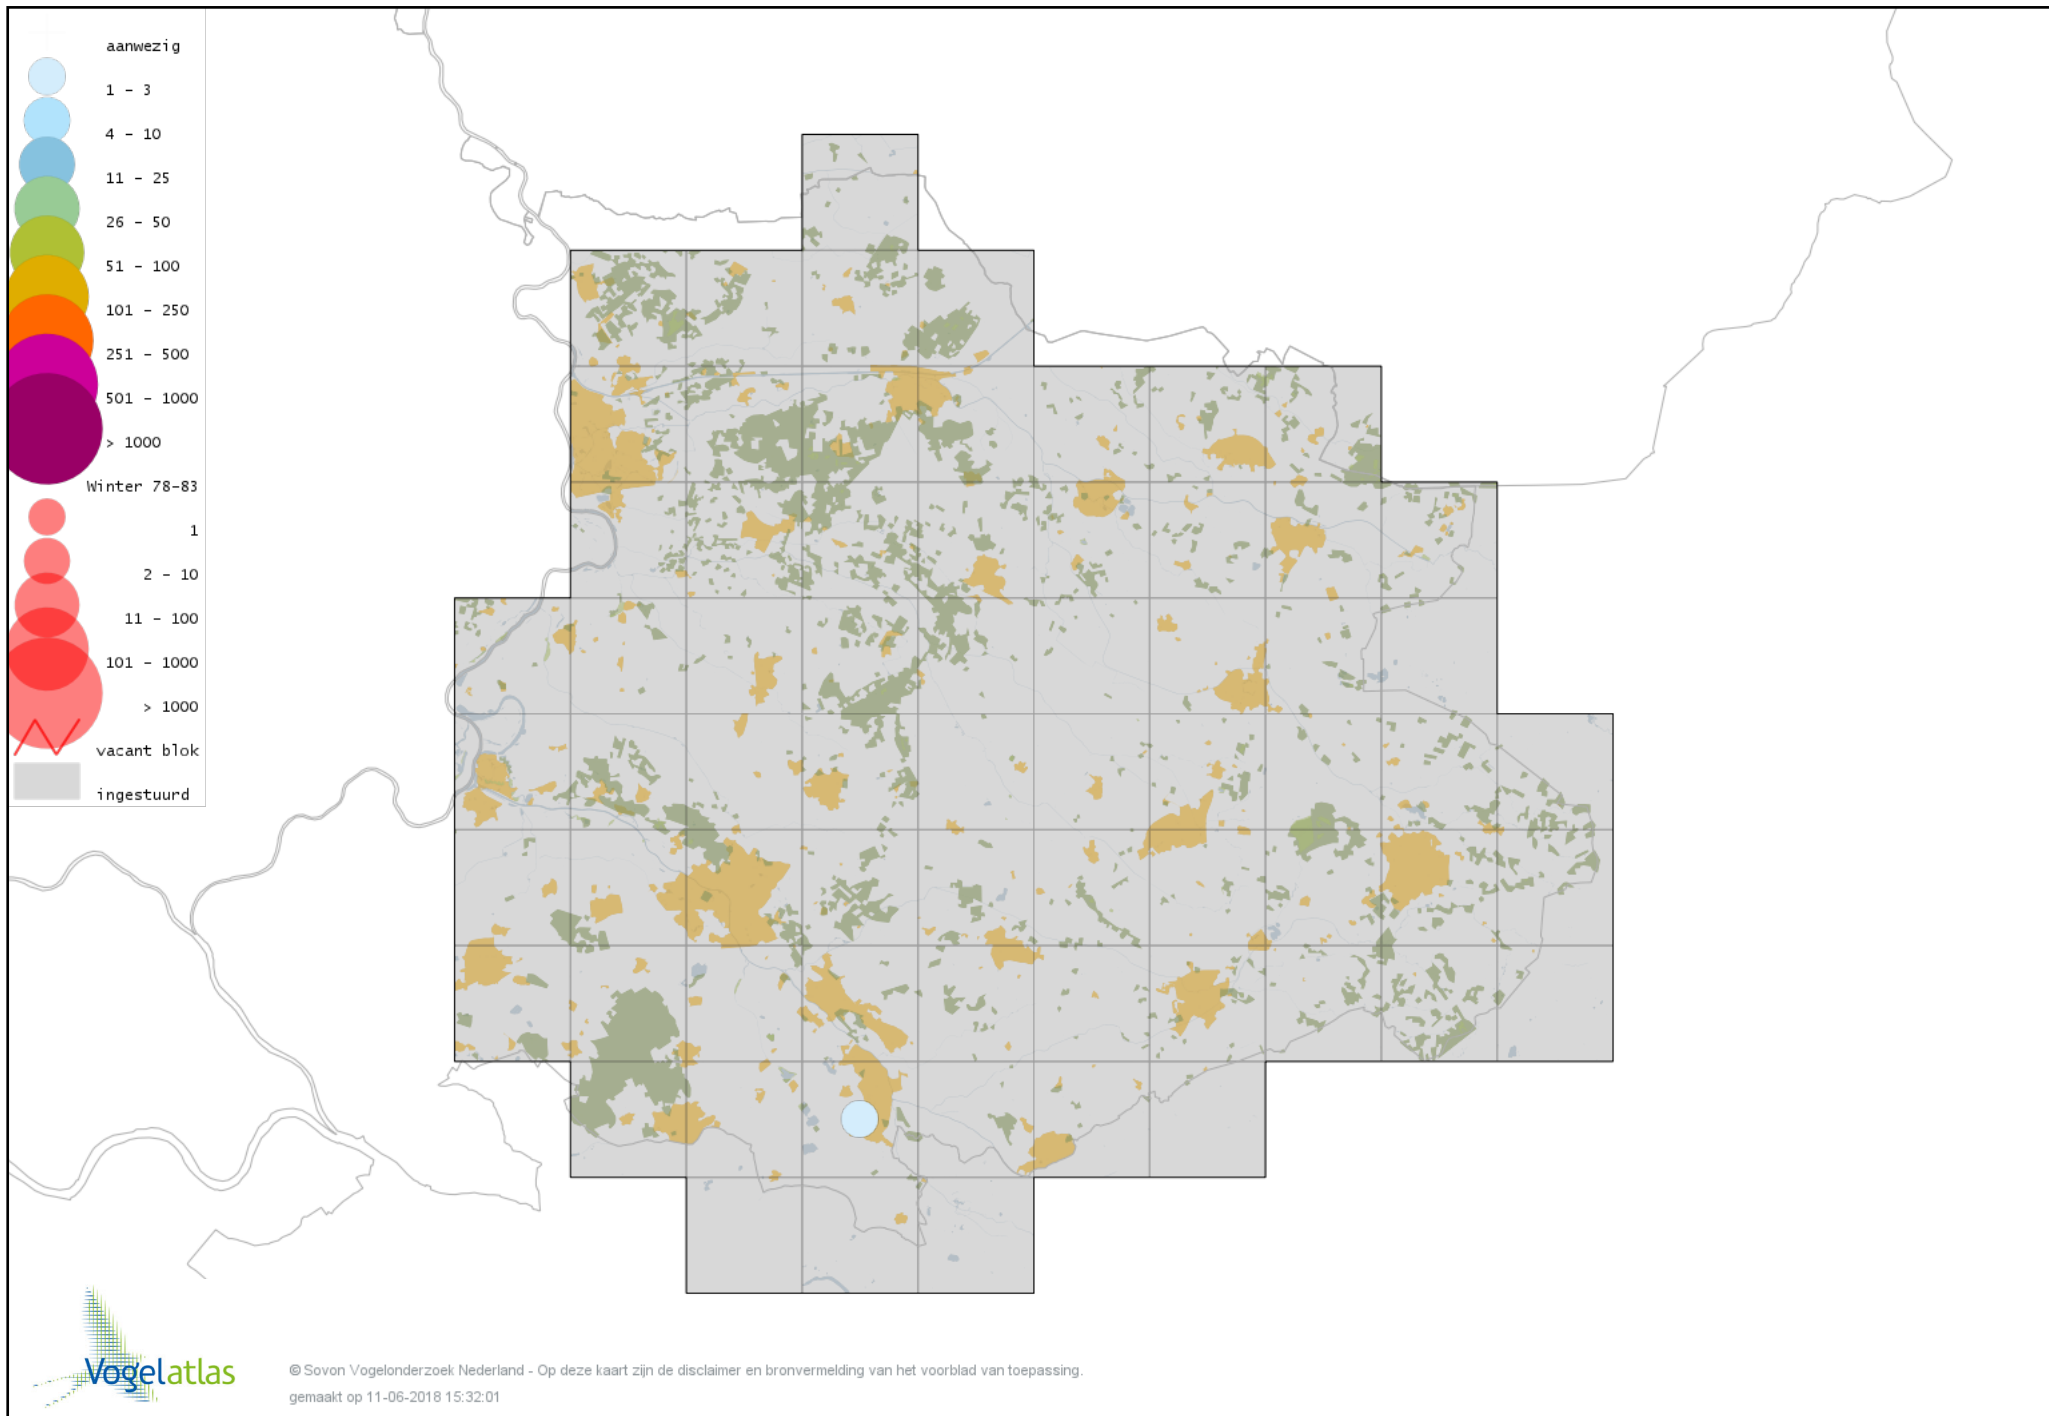 aanwezig
1 - 3
4 - 10
11 - 25
26 - 50
51 - 100
101 - 250
251 - 500
501 - 1000
> 1000
Winter 78-83
1
2 - 10
11 - 100
101 - 1000
> 1000
vacant blok
ingestuurd
Vogelatlas
© Sovon Vogelonderzoek Nederland - Op deze kaart zijn de disclaimer en bronvermelding van het voorblad van toepassing.
gemaakt op 11-06-2018 15:32:01